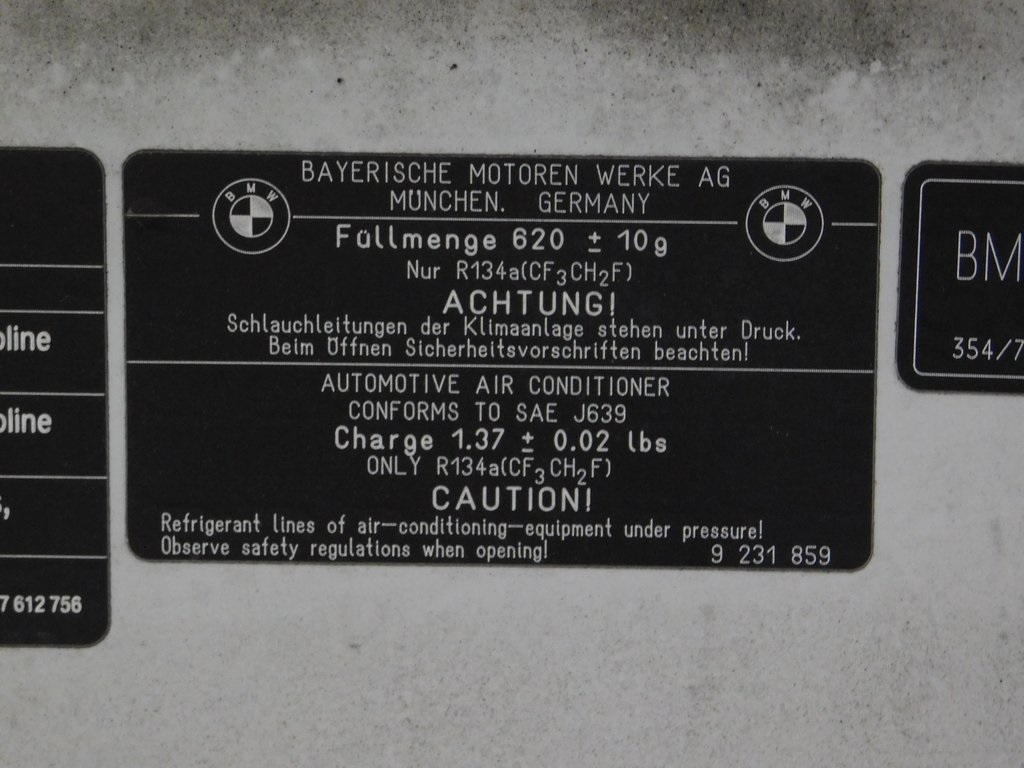 BAYERISCHE MOTOREN WERKE AG
MÜNCHEN. GERMANY
BMW
BMW
Füllmenge 620 ± 10g
Nur R134a(CF₃CH₂F)
ACHTUNG!
Schlauchleitungen der Klimaanlage stehen unter Druck.
Beim Öffnen Sicherheitsvorschriften beachten!
AUTOMOTIVE AIR CONDITIONER
CONFORMS TO SAE J639
Charge 1.37 ± 0.02 lbs
ONLY R134a(CF₃CH₂F)
CAUTION!
Refrigerant lines of air–conditioning–equipment under pressure!
Observe safety regulations when opening!
9 231 859
7 612 756
BM
354/7